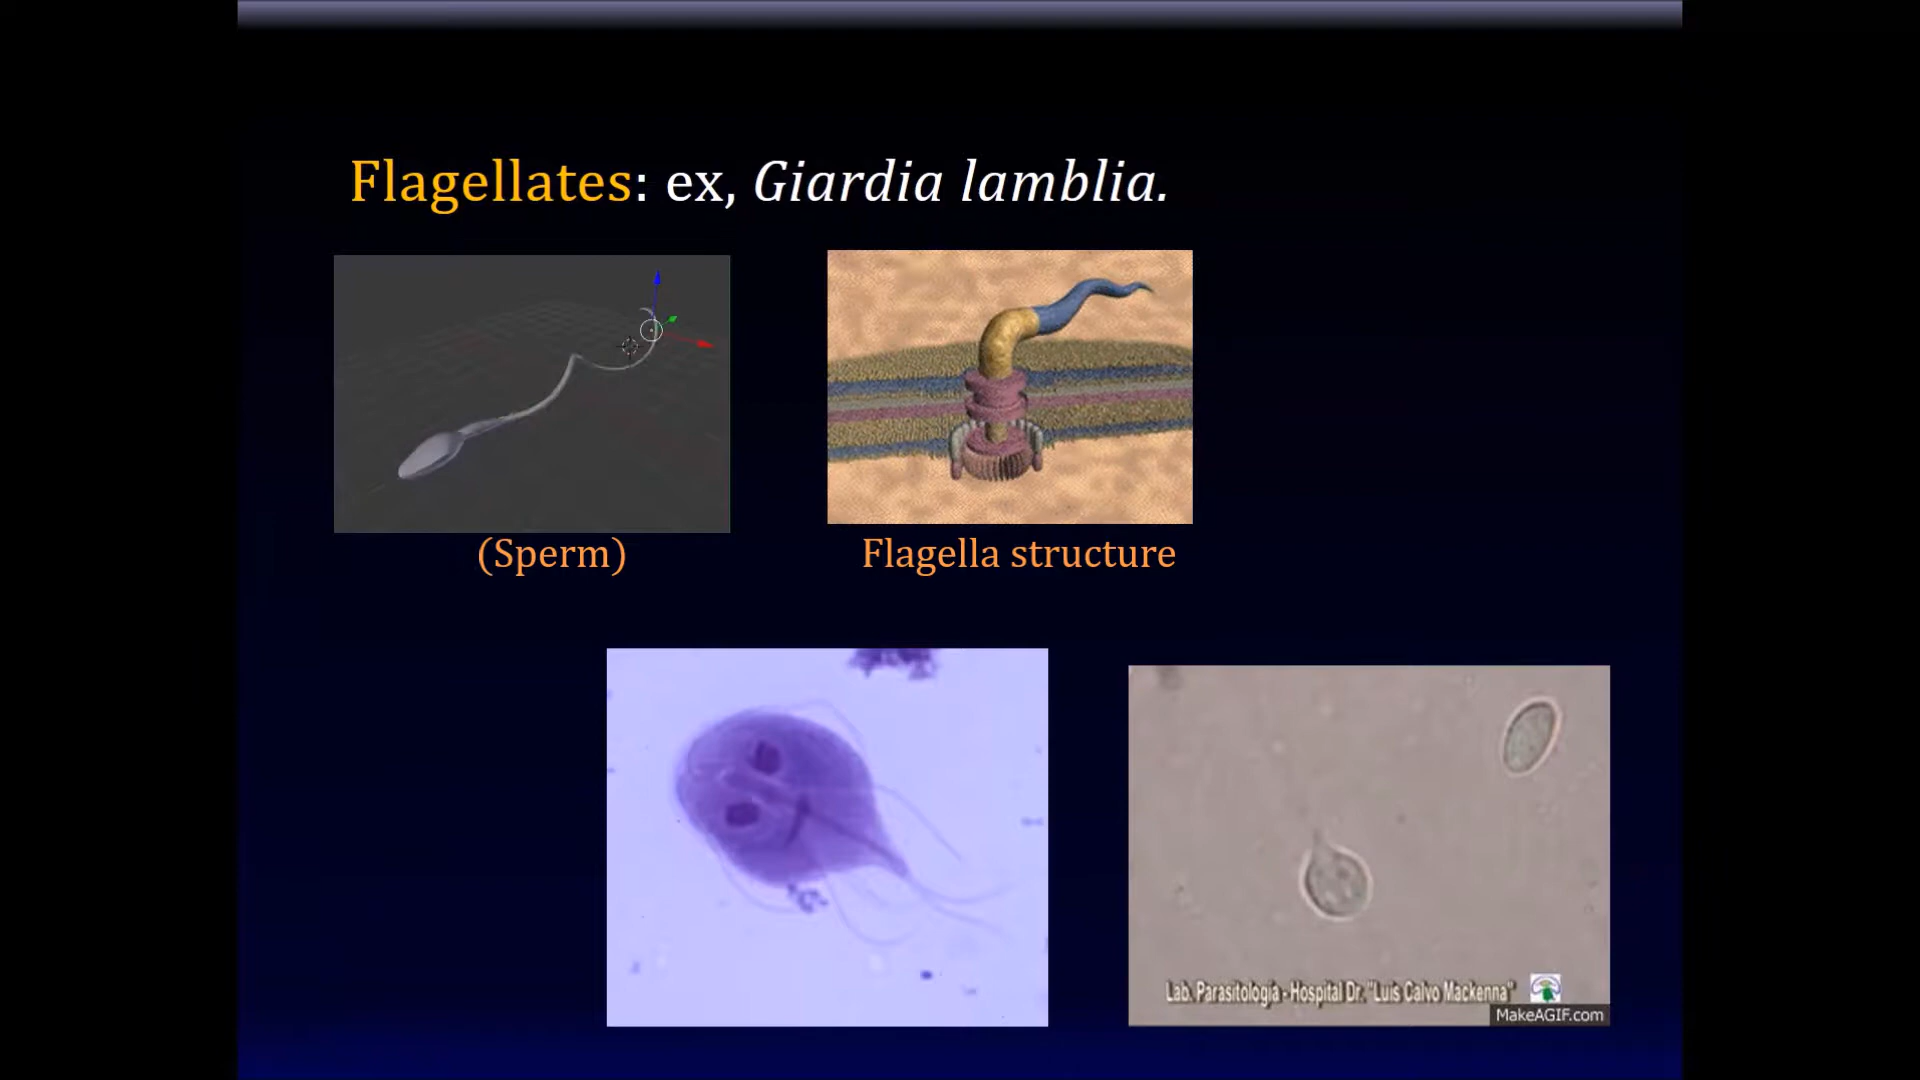 Flagellates: ex, Giardia lamblia.
(Sperm)
Flagella structure
Lab. Parasitología - Hospital Dr. "Luis Calvo Mackenna"
MakeAGIF.com